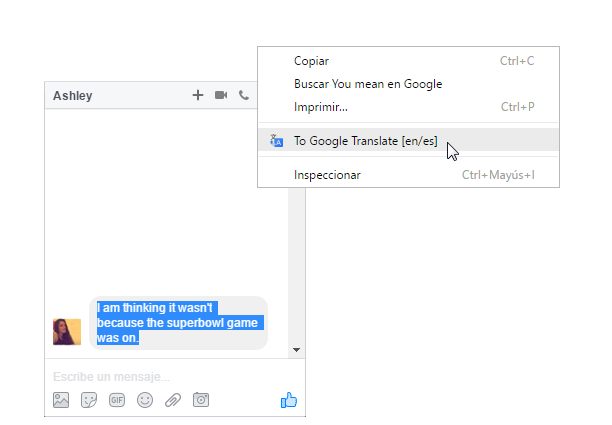 Copiar Ctrl+C
Buscar You mean en Google
Imprimir... Ctrl+P
To Google Translate [en/es]
Inspeccionar Ctrl+Mayús+I
Ashley
I am thinking it wasn't
because the superbowl game
was on.
Escribe un mensaje...
GIF